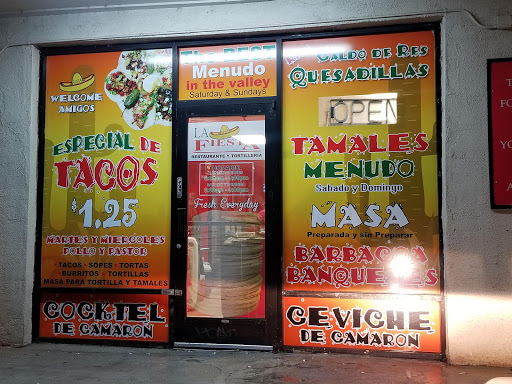 WELCOME
AMIGOS
ESPECIAL DE
TACOS
$1.25
MARTES Y MIERCOLES
POLLO Y PASTOR
•TACOS • SOPES • TORTAS
•BURRITOS • TORTILLAS
MASA PARA TORTILLA Y TAMALES
COCKTEL
DE CAMARON
The BEST
Menudo
in the valley
Saturday & Sundays
LA
FIESTA
RESTAURANTE Y TORTILLERIA
Fresh Everyday
CALDO DE RES
QUESADILLAS
OPEN
TAMALES
MENUDO
Sabado y Domingo
MASA
Preparada y sin Preparar
BARBACOA
BANQUETES
CEVICHE
DE CAMARON